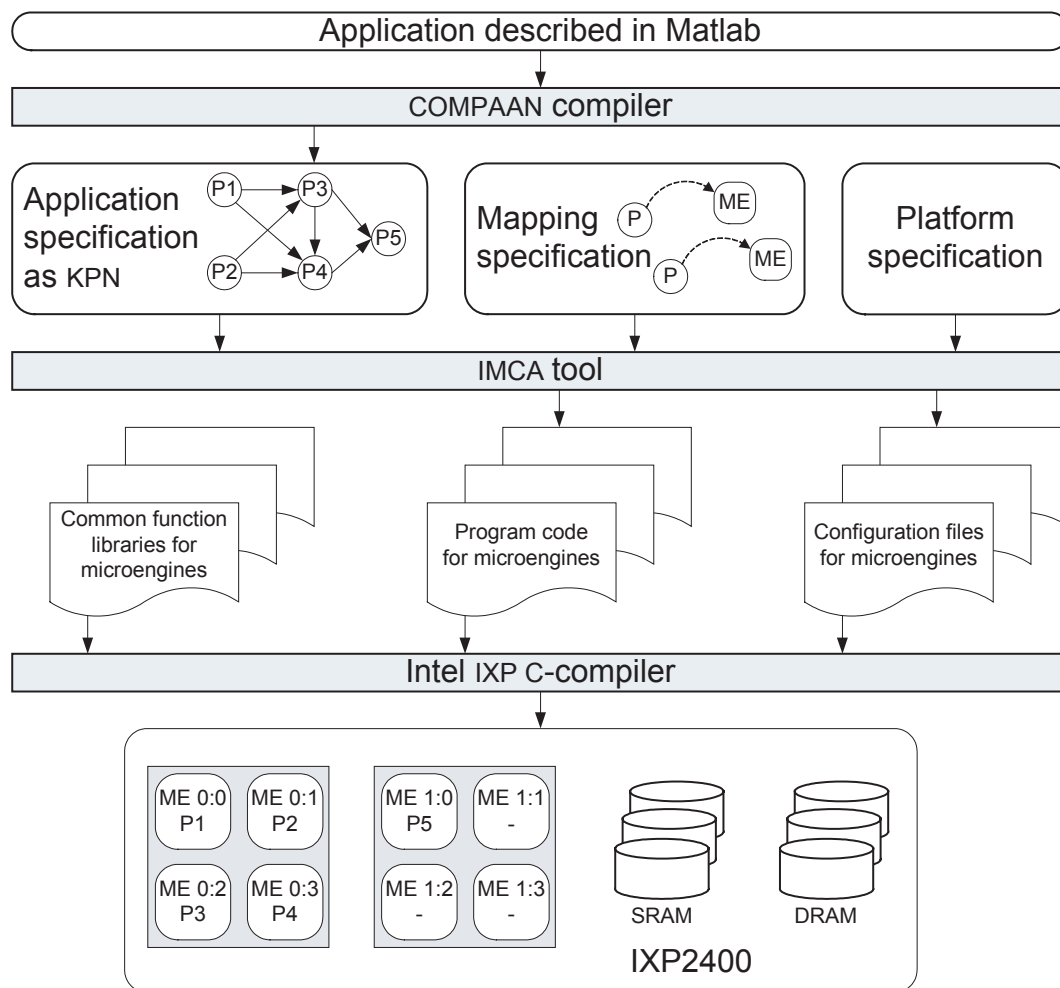 Application described in Matlab
COMPAAN compiler
Application
specification
as KPN
P1
P3
P5
P2
P4
Mapping
specification
P
ME
P
ME
Platform
specification
IMCA tool
Common function
libraries for
microengines
Program code
for microengines
Configuration files
for microengines
Intel IXP C-compiler
ME 0:0
P1
ME 0:1
P2
ME 1:0
P5
ME 1:1
-
ME 0:2
P3
ME 0:3
P4
ME 1:2
-
ME 1:3
-
SRAM
DRAM
IXP2400